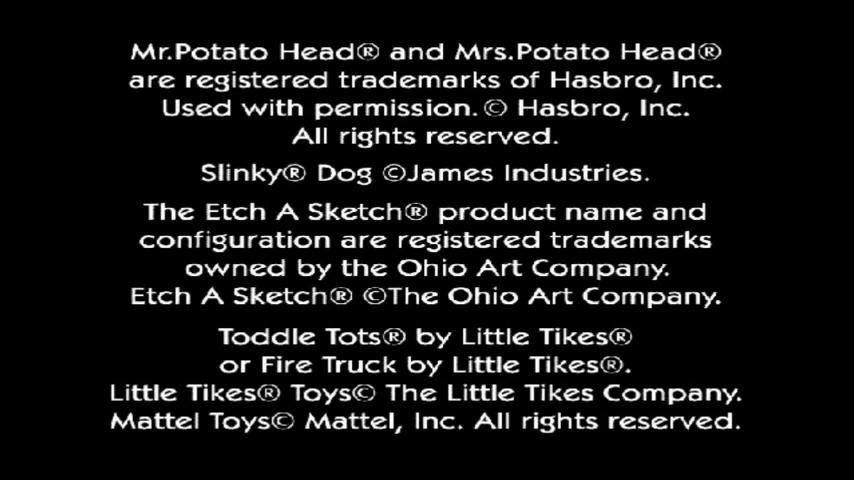 Mr.Potato Head® and Mrs.Potato Head®
are registered trademarks of Hasbro, Inc.
Used with permission. © Hasbro, Inc.
All rights reserved.
Slinky® Dog ©James Industries.
The Etch A Sketch® product name and
configuration are registered trademarks
owned by the Ohio Art Company.
Etch A Sketch® ©The Ohio Art Company.
Toddle Tots® by Little Tikes®
or Fire Truck by Little Tikes®.
Little Tikes® Toys© The Little Tikes Company.
Mattel Toys© Mattel, Inc. All rights reserved.